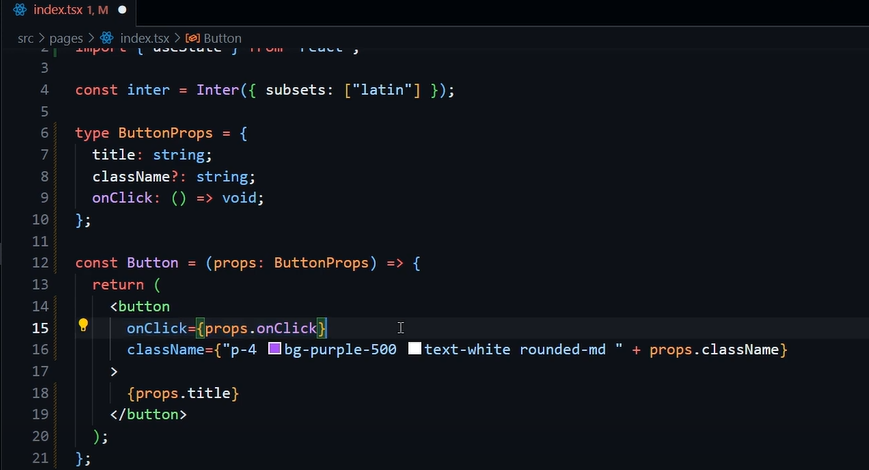 index.tsx 1, M
src > pages > index.tsx > Button
2 import { useState } from "react";
3
4 const inter = Inter({ subsets: ["latin"] });
5
6 type ButtonProps = {
7 title: string;
8 className?: string;
9 onClick: () => void;
10 };
11
12 const Button = (props: ButtonProps) => {
13 return (
14 <button
15 onClick={props.onClick}
16 className={"p-4 bg-purple-500 text-white rounded-md " + props.className}
17 >
18 {props.title}
19 </button>
20 );
21 };